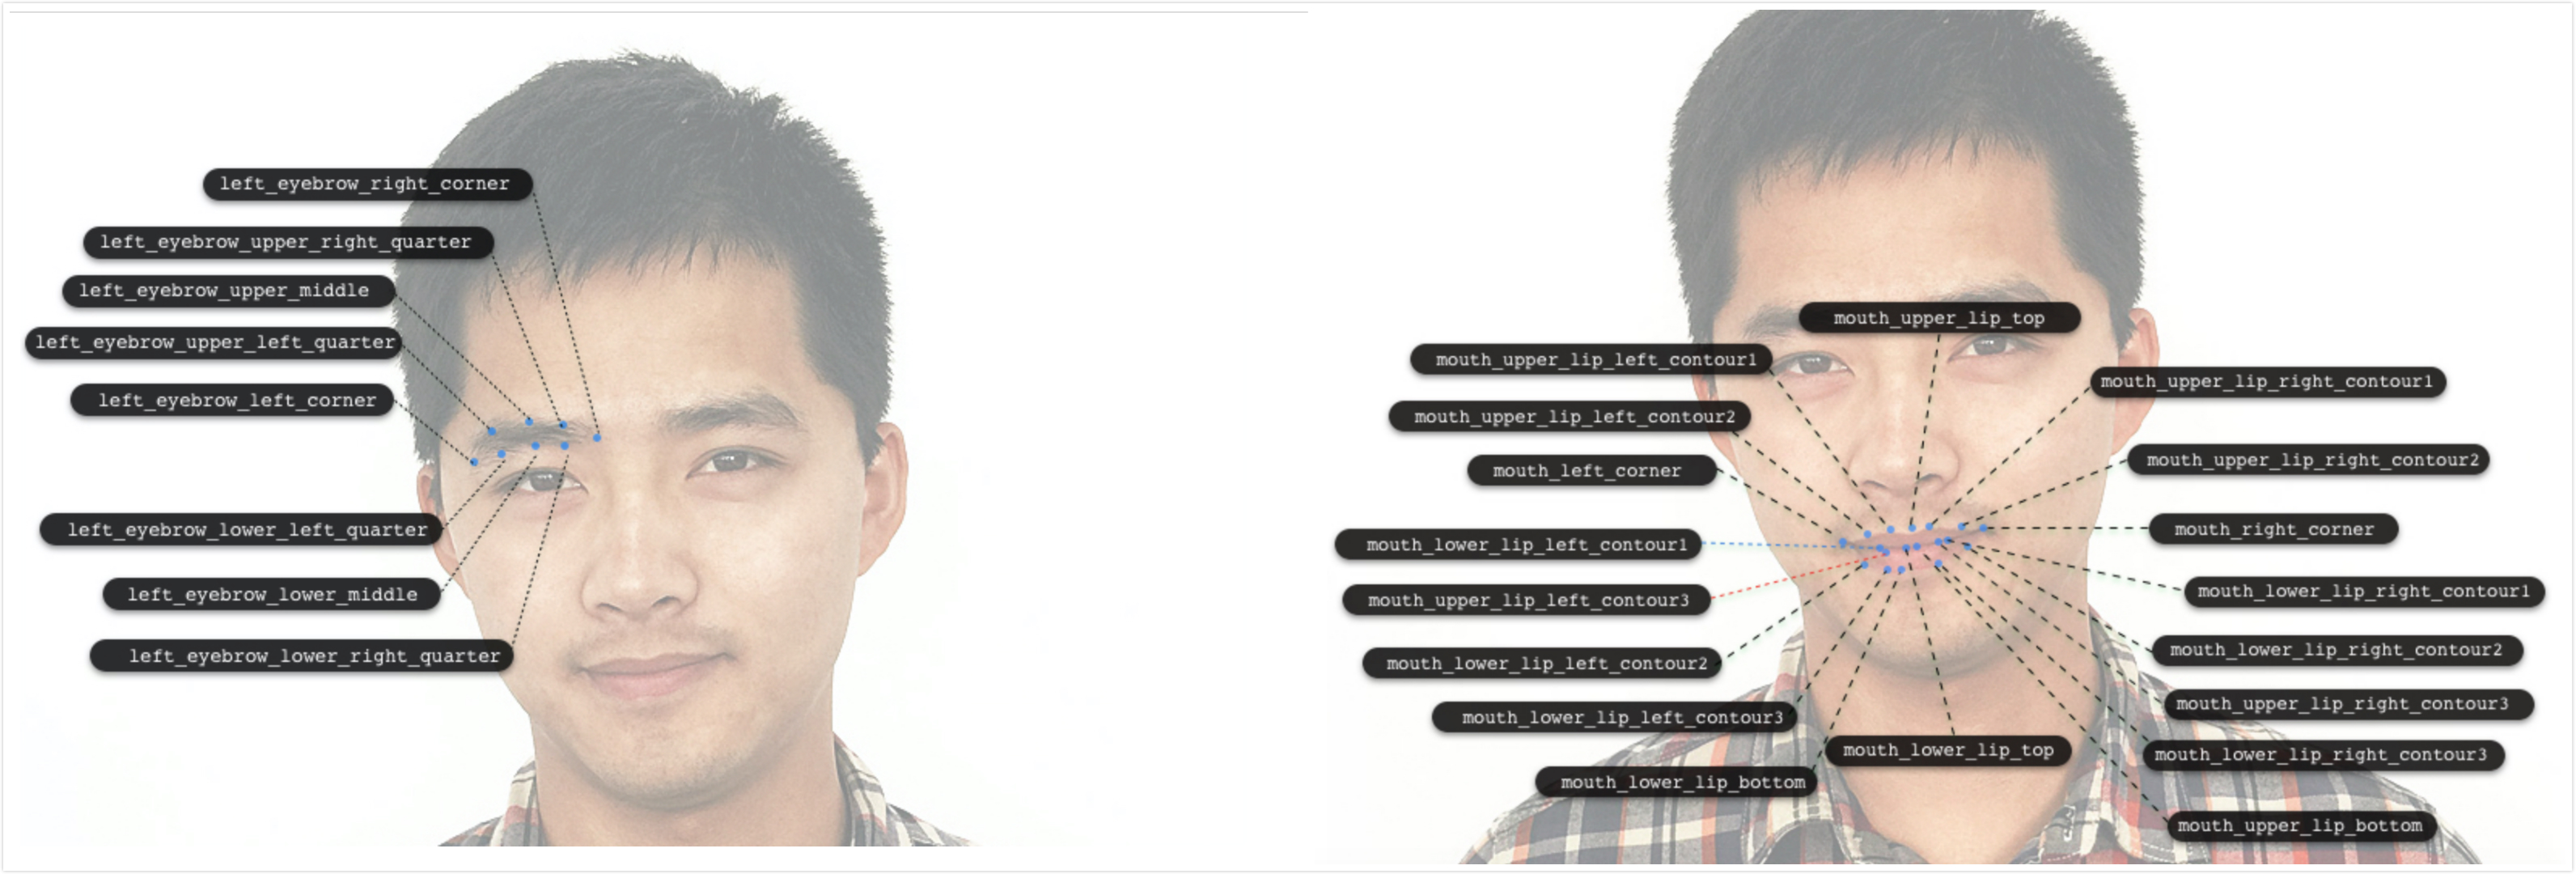 left_eyebrow_right_corner
left_eyebrow_upper_right_quarter
left_eyebrow_upper_middle
left_eyebrow_upper_left_quarter
left_eyebrow_left_corner
left_eyebrow_lower_left_quarter
left_eyebrow_lower_middle
left_eyebrow_lower_right_quarter
mouth_upper_lip_top
mouth_upper_lip_left_contour1
mouth_upper_lip_left_contour2
mouth_left_corner
mouth_lower_lip_left_contour1
mouth_upper_lip_left_contour3
mouth_lower_lip_left_contour2
mouth_lower_lip_left_contour3
mouth_lower_lip_bottom
mouth_lower_lip_top
mouth_upper_lip_right_contour1
mouth_upper_lip_right_contour2
mouth_right_corner
mouth_lower_lip_right_contour1
mouth_lower_lip_right_contour2
mouth_upper_lip_right_contour3
mouth_lower_lip_right_contour3
mouth_upper_lip_bottom